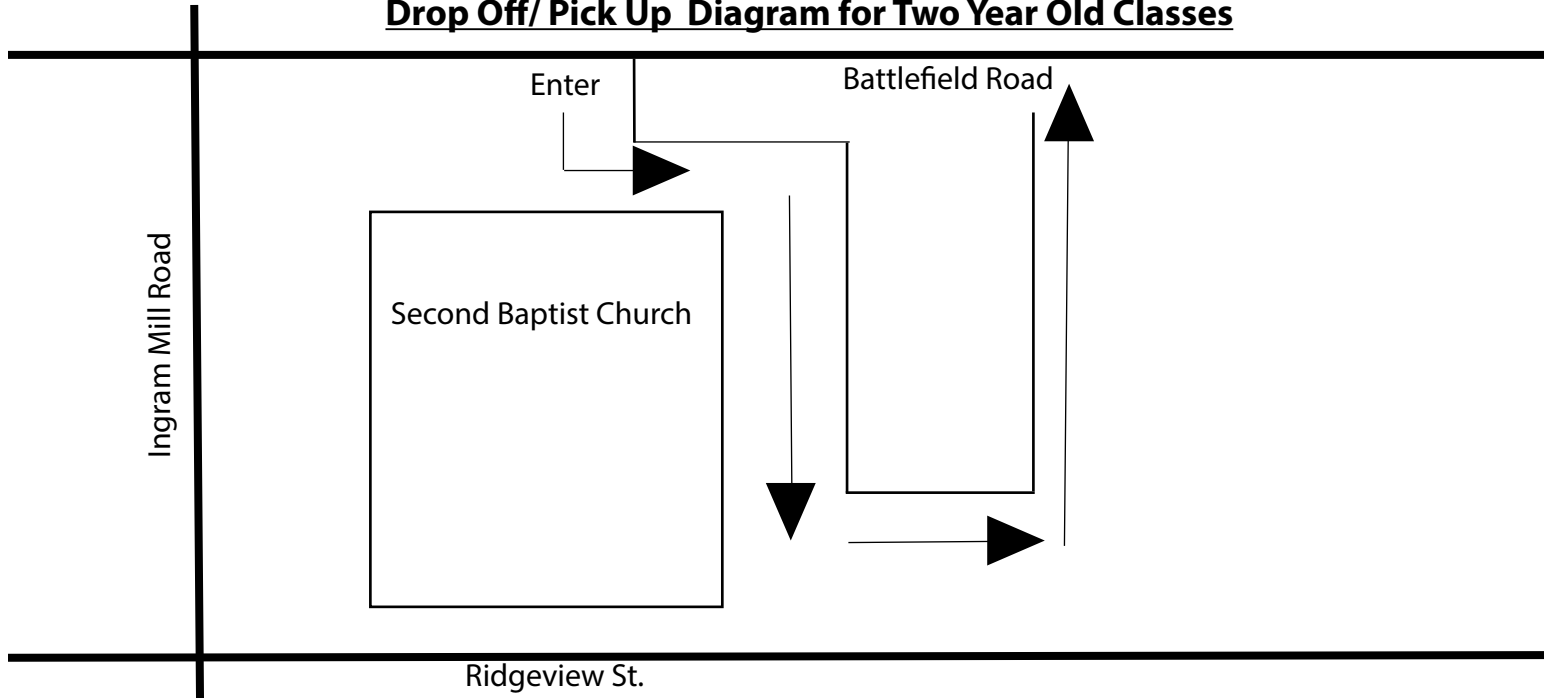 Drop Off/ Pick Up Diagram for Two Year Old Classes
Enter
Battlefield Road
Ingram Mill Road
Second Baptist Church
Ridgeview St.